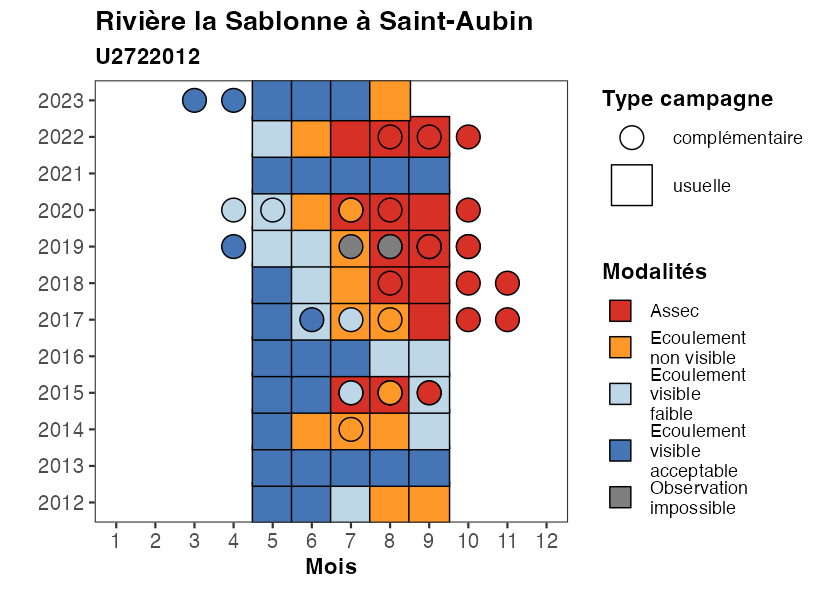 Rivière la Sablonne à Saint-Aubin
U2722012
2023
2022
2021
2020
2019
2018
2017
2016
2015
2014
2013
2012
1 2 3 4 5 6 7 8 9 10 11 12
Mois
Type campagne
complémentaire
usuelle
Modalités
Assec
Ecoulement
non visible
Ecoulement
visible
faible
Ecoulement
visible
acceptable
Observation
impossible